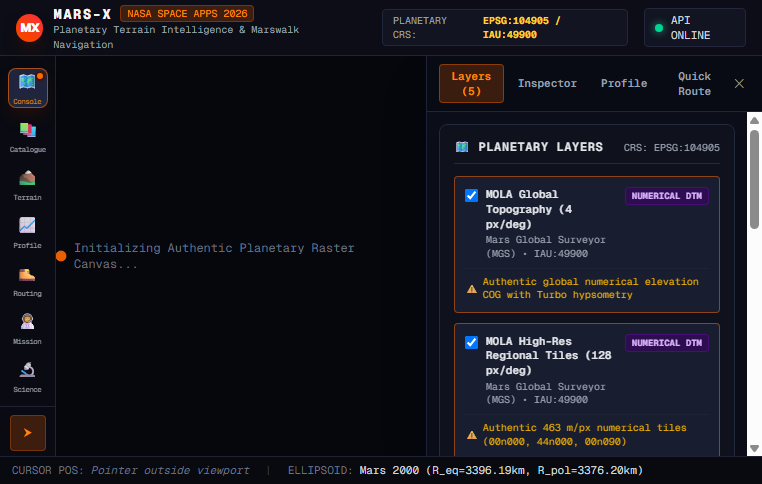 MX
MARS-X
NASA SPACE APPS 2026
Planetary Terrain Intelligence & Marswalk
Navigation
PLANETARY
CRS:
EPSG:104905 /
IAU:49900
API
ONLINE
Console
Catalogue
Terrain
Profile
Routing
Mission
Science
Initializing Authentic Planetary Raster
Canvas...
Layers
(5)
Inspector
Profile
Quick
Route
PLANETARY LAYERS
CRS: EPSG:104905
MOLA Global
Topography (4
px/deg)
NUMERICAL DTM
Mars Global Surveyor
(MGS) • IAU:49900
Authentic global numerical elevation
COG with Turbo hypsometry
MOLA High-Res
Regional Tiles (128
px/deg)
NUMERICAL DTM
Mars Global Surveyor
(MGS) • IAU:49900
Authentic 463 m/px numerical tiles
(00n000, 44n000, 00n090)
CURSOR POS: Pointer outside viewport | ELLIPSOID: Mars 2000 (R_eq=3396.19km, R_pol=3376.20km)